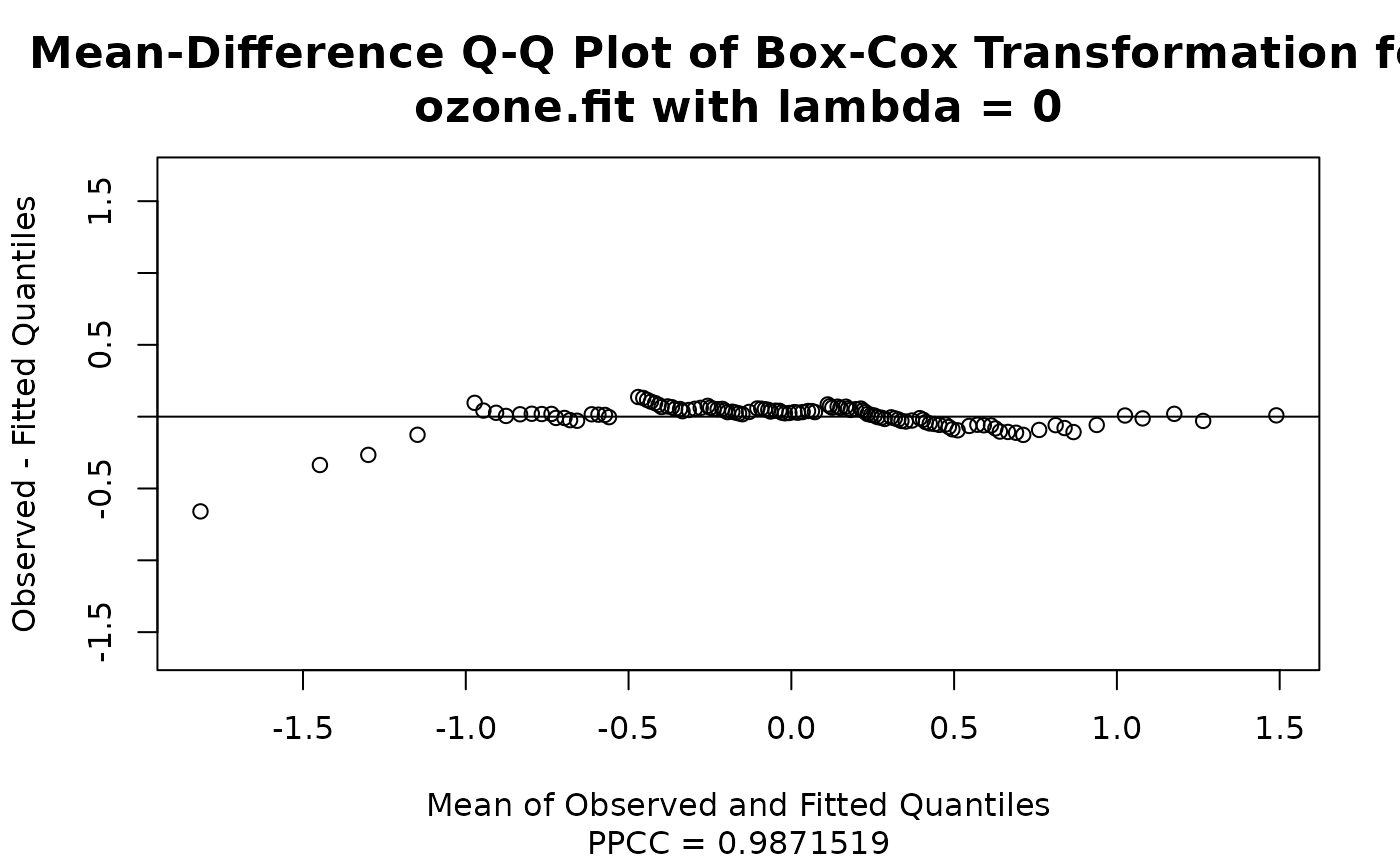 Mean-Difference Q-Q Plot of Box-Cox Transformation
ozone.fit with lambda = 0
1.5
0.5
-0.5
-1.5
Observed - Fitted Quantiles
-1.5 -1.0 -0.5 0.0 0.5 1.0 1.5
Mean of Observed and Fitted Quantiles
PPCC = 0.9871519